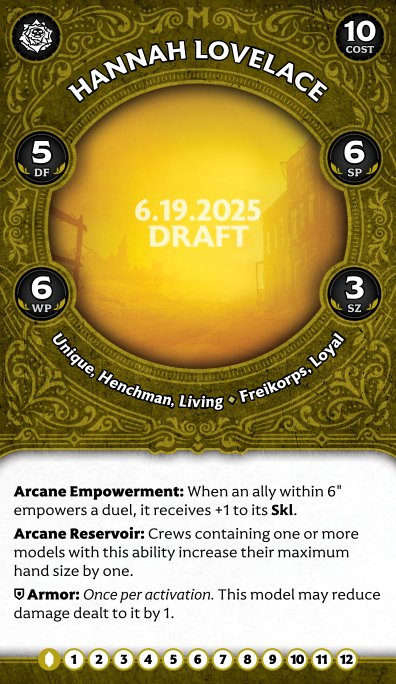 HANNAH LOVELACE
10
COST
5
DF
6
SP
6.19.2025
DRAFT
6
WP
3
SZ
Unique, Henchman, Living ⬥ Freikorps, Loyal
Arcane Empowerment: When an ally within 6"
empowers a duel, it receives +1 to its Skl.
Arcane Reservoir: Crews containing one or more
models with this ability increase their maximum
hand size by one.
Armor: Once per activation. This model may reduce
damage dealt to it by 1.
1 2 3 4 5 6 7 8 9 10 11 12